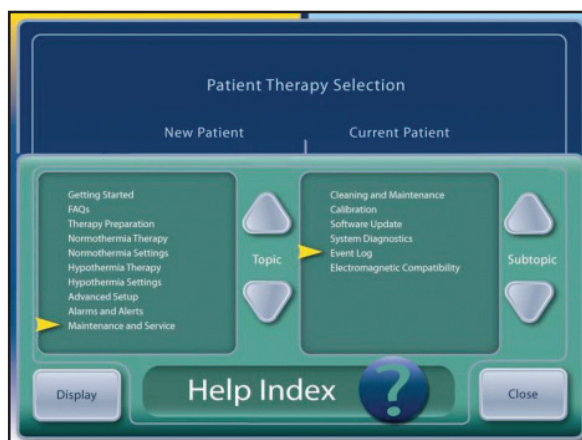 Patient Therapy Selection
New Patient Current Patient
Getting Started
FAQs
Therapy Preparation
Normothermia Therapy
Normothermia Settings
Hypothermia Therapy
Hypothermia Settings
Advanced Setup
Alarms and Alerts
Maintenance and Service
Topic
Cleaning and Maintenance
Calibration
Software Update
System Diagnostics
Event Log
Electromagnetic Compatibility
Subtopic
Display
Help Index ?
Close